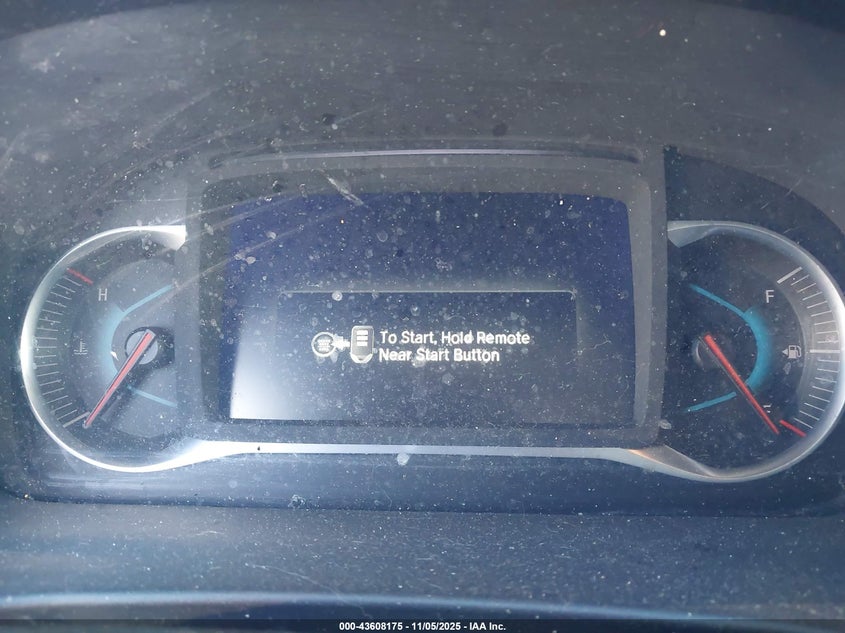 H
F
To Start, Hold Remote
Near Start Button
000-43608175 - 11/05/2025 - IAA Inc.